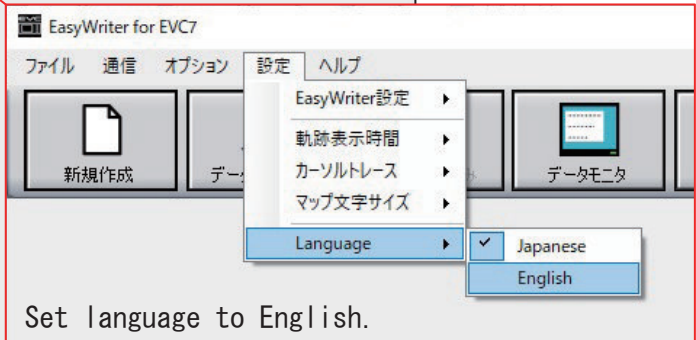 EasyWriter for EVC7
ファイル 通信 オプション 設定 ヘルプ
EasyWriter設定
軌跡表示時間
カーソルトレース
マップ文字サイズ
Language
Japanese
English
新規作成
データモニタ
Set language to English.